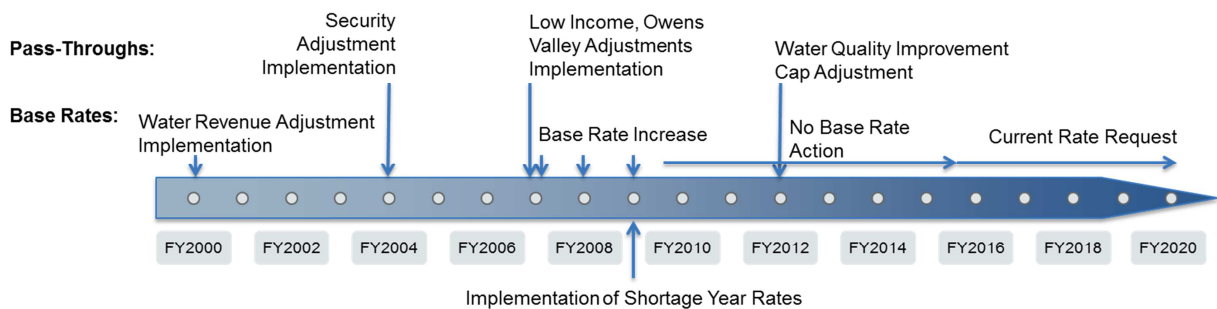 Pass-Throughs:
Security
Adjustment
Implementation
Low Income, Owens
Valley Adjustments
Implementation
Water Quality Improvement
Cap Adjustment
Base Rates:
Water Revenue Adjustment
Implementation
Base Rate Increase
No Base Rate
Action
Current Rate Request
FY2000 FY2002 FY2004 FY2006 FY2008 FY2010 FY2012 FY2014 FY2016 FY2018 FY2020
Implementation of Shortage Year Rates